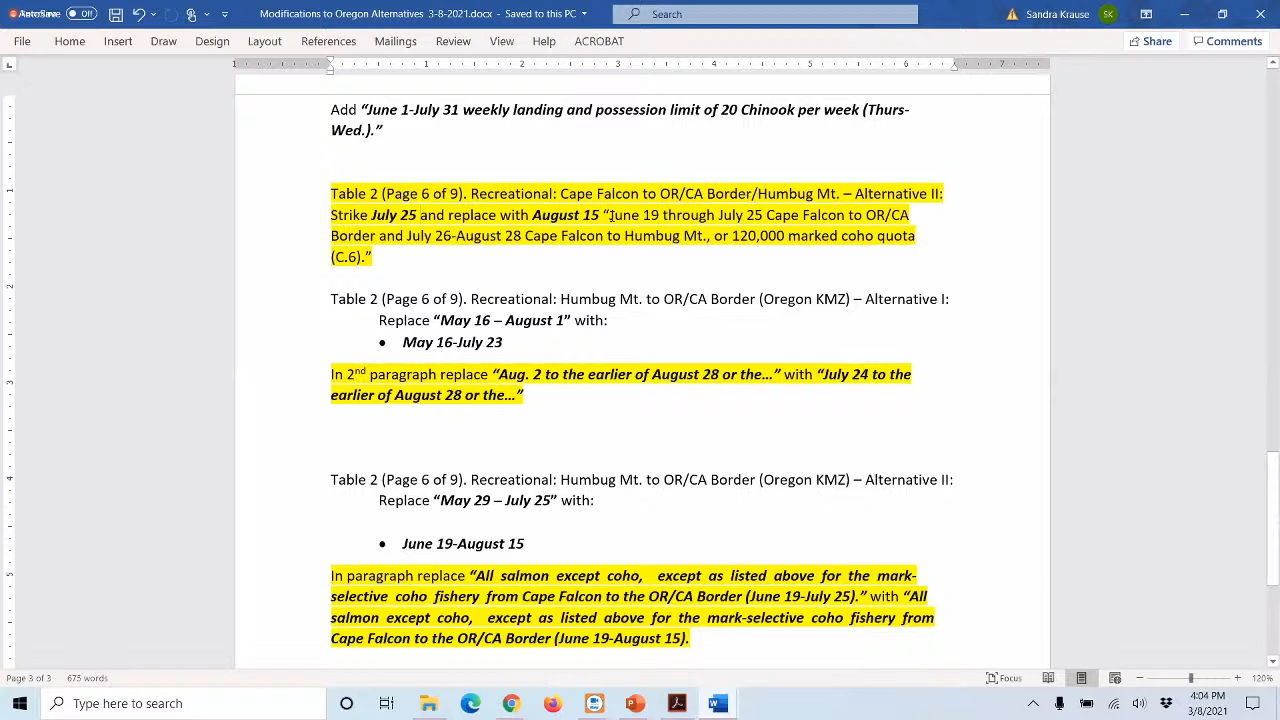 AutoSave Off
Modifications to Oregon Alternatives 3-8-2021.docx - Saved to this PC
Search
Sandra Krause SK
File Home Insert Draw Design Layout References Mailings Review View Help ACROBAT Share Comments
1 1 2 3 4 5 6 7
Add “June 1-July 31 weekly landing and possession limit of 20 Chinook per week (Thurs-
Wed.).”
Table 2 (Page 6 of 9). Recreational: Cape Falcon to OR/CA Border/Humbug Mt. – Alternative II:
Strike July 25 and replace with August 15 “June 19 through July 25 Cape Falcon to OR/CA
Border and July 26-August 28 Cape Falcon to Humbug Mt., or 120,000 marked coho quota
(C.6).”
Table 2 (Page 6 of 9). Recreational: Humbug Mt. to OR/CA Border (Oregon KMZ) – Alternative I:
Replace “May 16 – August 1” with:
• May 16-July 23
In 2nd paragraph replace “Aug. 2 to the earlier of August 28 or the…” with “July 24 to the
earlier of August 28 or the…”
Table 2 (Page 6 of 9). Recreational: Humbug Mt. to OR/CA Border (Oregon KMZ) – Alternative II:
Replace “May 29 – July 25” with:
• June 19-August 15
In paragraph replace “All salmon except coho, except as listed above for the mark-
selective coho fishery from Cape Falcon to the OR/CA Border (June 19-July 25).” with “All
salmon except coho, except as listed above for the mark-selective coho fishery from
Cape Falcon to the OR/CA Border (June 19-August 15).
Page 3 of 3 675 words Focus 120%
Type here to search
4:04 PM
3/8/2021